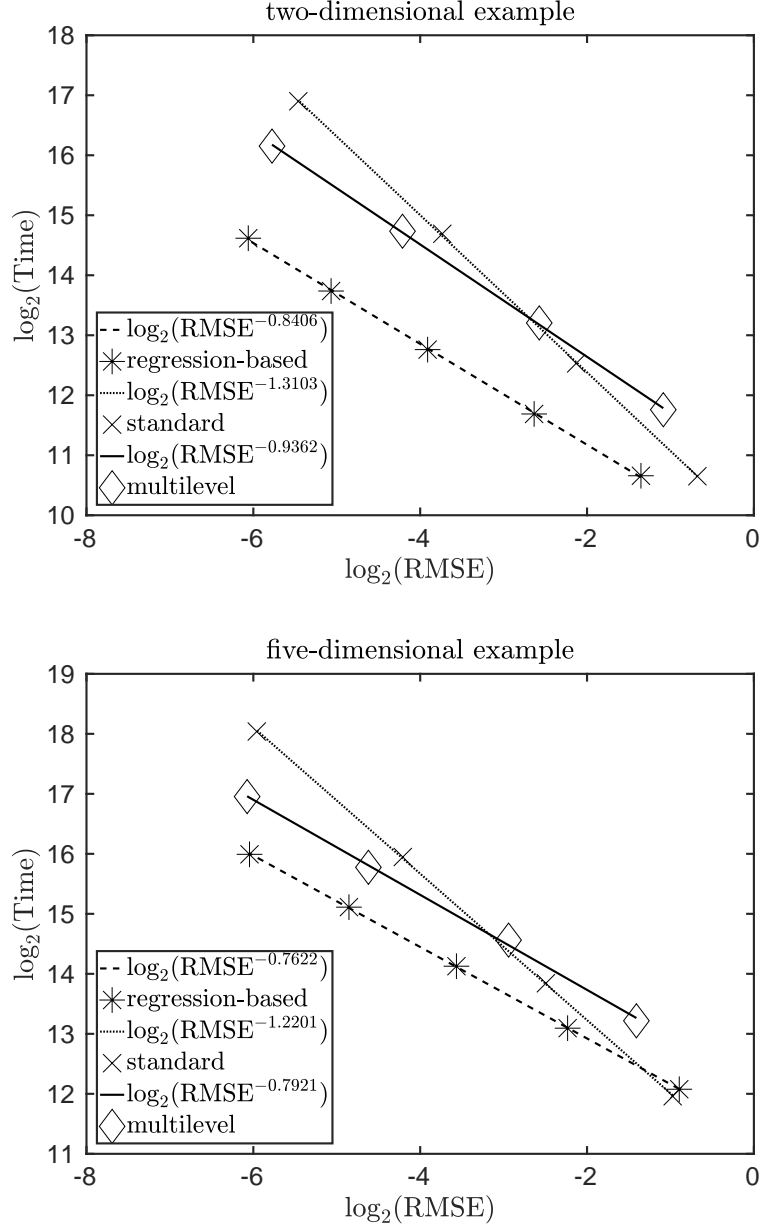 two-dimensional example
18
17
16
15
14
13
12
11
10
log₂(Time)
log₂(RMSE⁻⁰·⁸⁴⁰⁶)
regression-based
log₂(RMSE⁻¹·³¹⁰³)
standard
log₂(RMSE⁻⁰·⁹³⁶²)
multilevel
-8 -6 -4 -2 0
log₂(RMSE)
five-dimensional example
19
18
17
16
15
14
13
12
11
log₂(Time)
log₂(RMSE⁻⁰·⁷⁶²²)
regression-based
log₂(RMSE⁻¹·²²⁰¹)
standard
log₂(RMSE⁻⁰·⁷⁹²¹)
multilevel
-8 -6 -4 -2 0
log₂(RMSE)